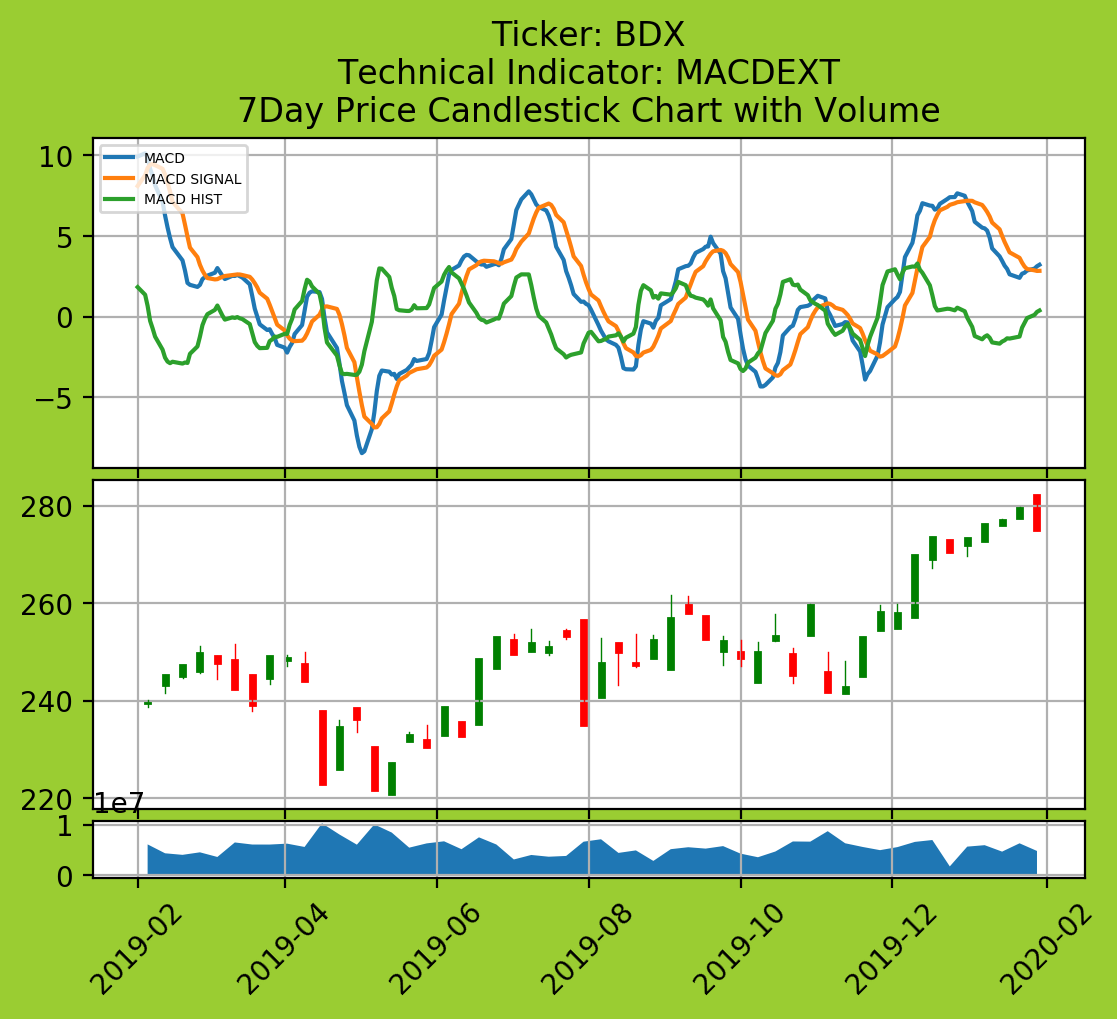 Ticker: BDX
Technical Indicator: MACDEXT
7Day Price Candlestick Chart with Volume
MACD
MACD SIGNAL
MACD HIST
10
5
0
−5
280
260
240
220
1e7
1
0
2019-02
2019-04
2019-06
2019-08
2019-10
2019-12
2020-02